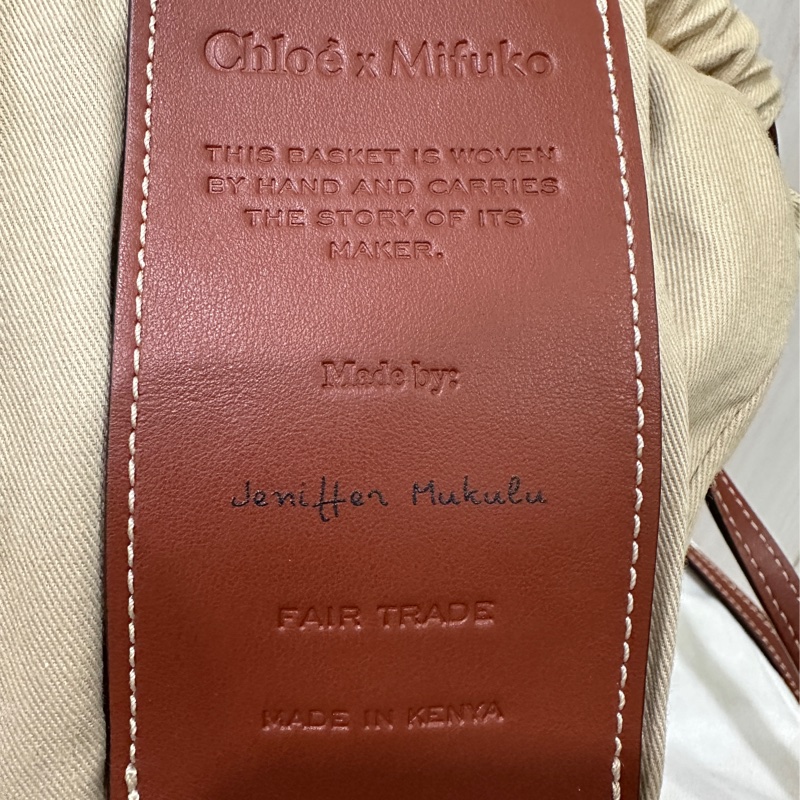 Chloé x Mifuko
THIS BASKET IS WOVEN
BY HAND AND CARRIES
THE STORY OF ITS
MAKER.
Made by:
Jeniffer Mukulu
FAIR TRADE
MADE IN KENYA